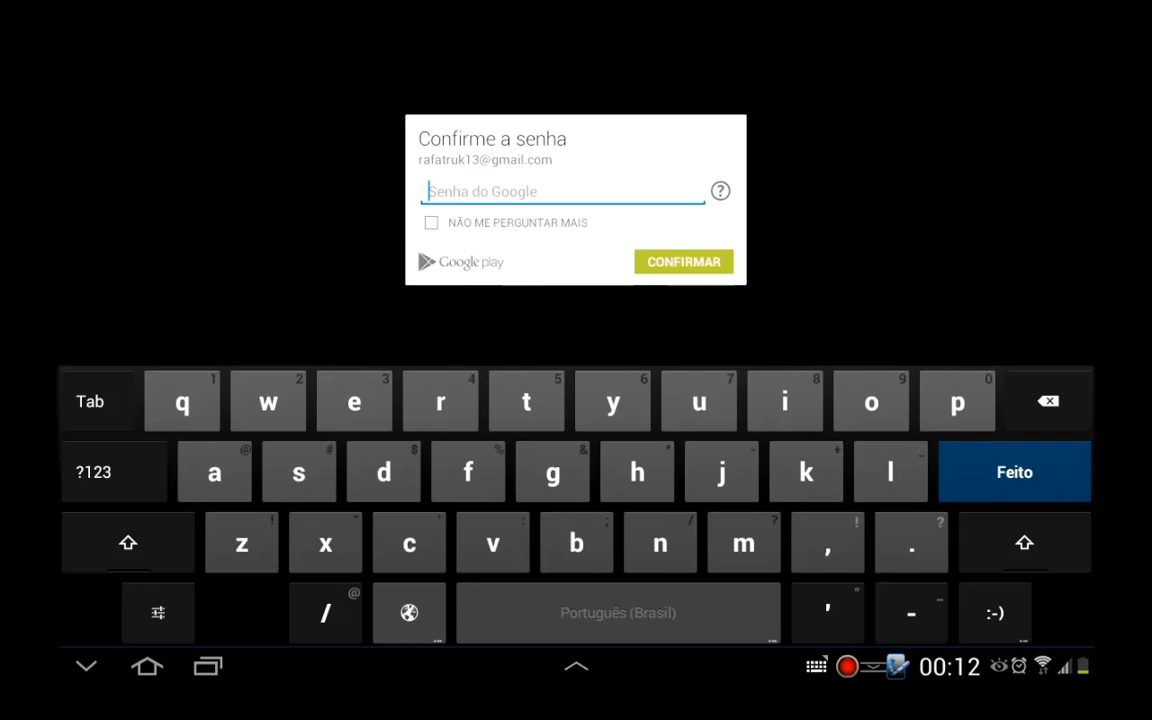 Confirme a senha
rafatruk13@gmail.com
Senha do Google
NÃO ME PERGUNTAR MAIS
Google play
CONFIRMAR
Tab q 1 w 2 e 3 r 4 t 5 y 6 u 7 i 8 o 9 p 0
?123 a @ s # d $ f % g & h * j - k + l _ Feito
z ! x " c ' v : b ; n / m ? , ! . ?
/ @ Português (Brasil) ' " - _ :-)
00:12